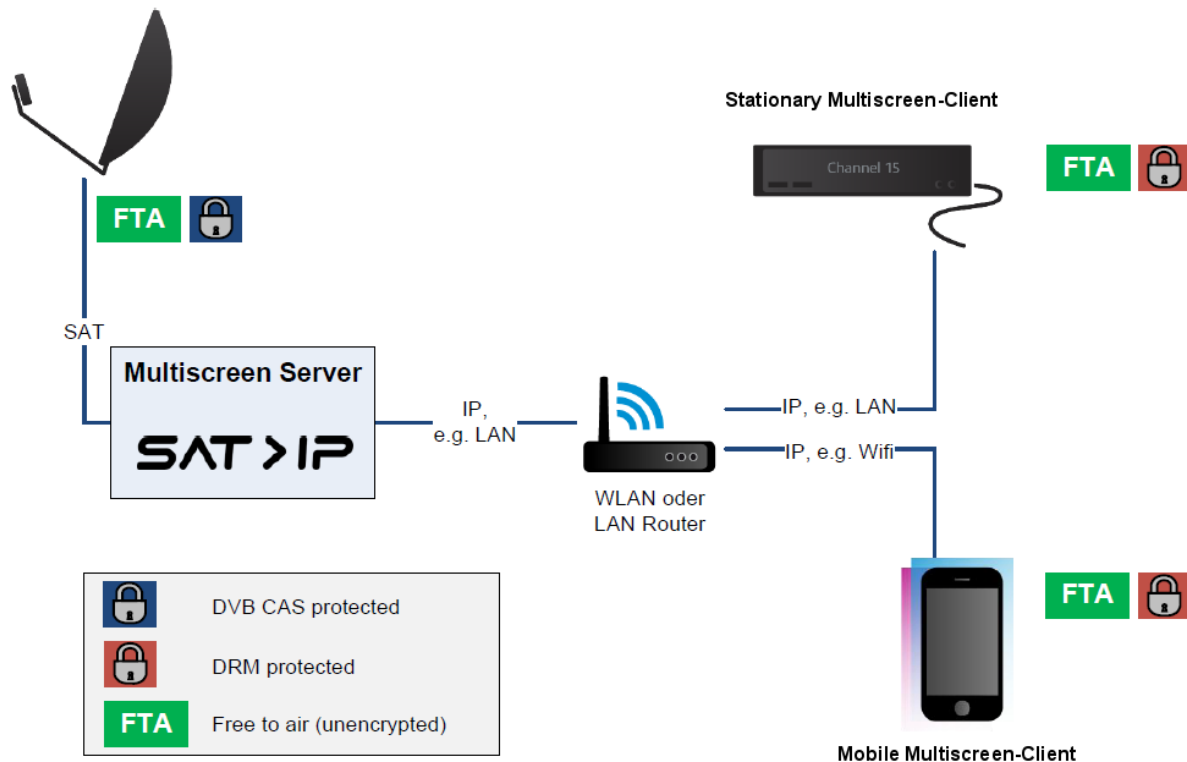 Stationary Multiscreen-Client
Channel 15
FTA
FTA
SAT
Multiscreen Server
SAT>IP
IP,
e.g. LAN
IP, e.g. LAN
IP, e.g. Wifi
WLAN oder
LAN Router
DVB CAS protected
DRM protected
FTA
Free to air (unencrypted)
FTA
Mobile Multiscreen-Client